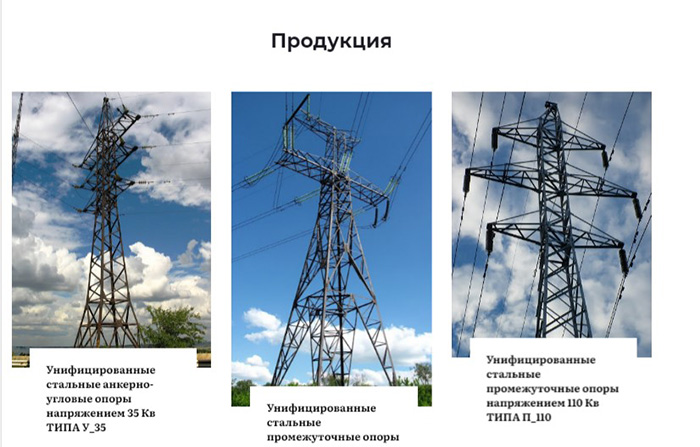 Продукция
Унифицированные
стальные анкерно-
угловые опоры
напряжением 35 Кв
ТИПА У_35
Унифицированные
стальные
промежуточные опоры
Унифицированные
стальные
промежуточные опоры
напряжением 110 Кв
ТИПА П_110